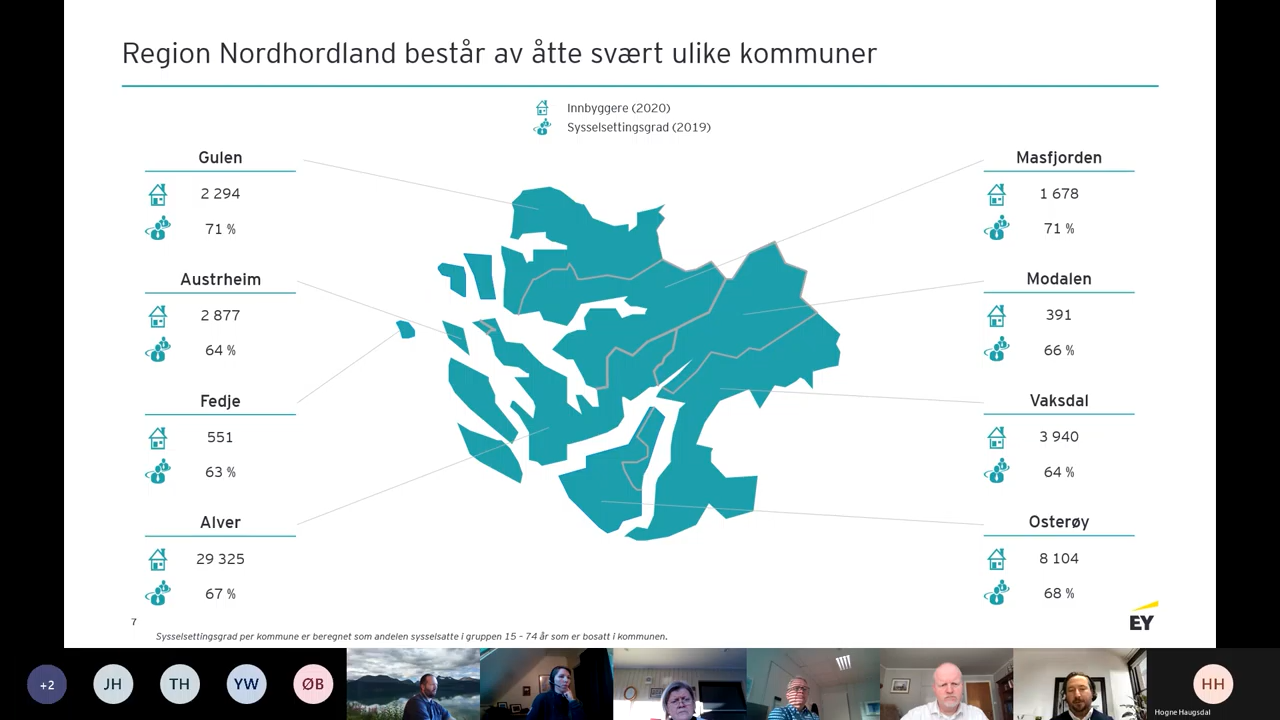 Region Nordhordland består av åtte svært ulike kommuner
Innbyggere (2020)
Sysselsettingsgrad (2019)
Gulen
2 294
71 %
Austrheim
2 877
64 %
Fedje
551
63 %
Alver
29 325
67 %
Masfjorden
1 678
71 %
Modalen
391
66 %
Vaksdal
3 940
64 %
Osterøy
8 104
68 %
7
Sysselsettingsgrad per kommune er beregnet som andelen sysselsatte i gruppen 15 – 74 år som er bosatt i kommunen.
EY
+2
JH
TH
YW
ØB
HH
Hogne Haugsdal